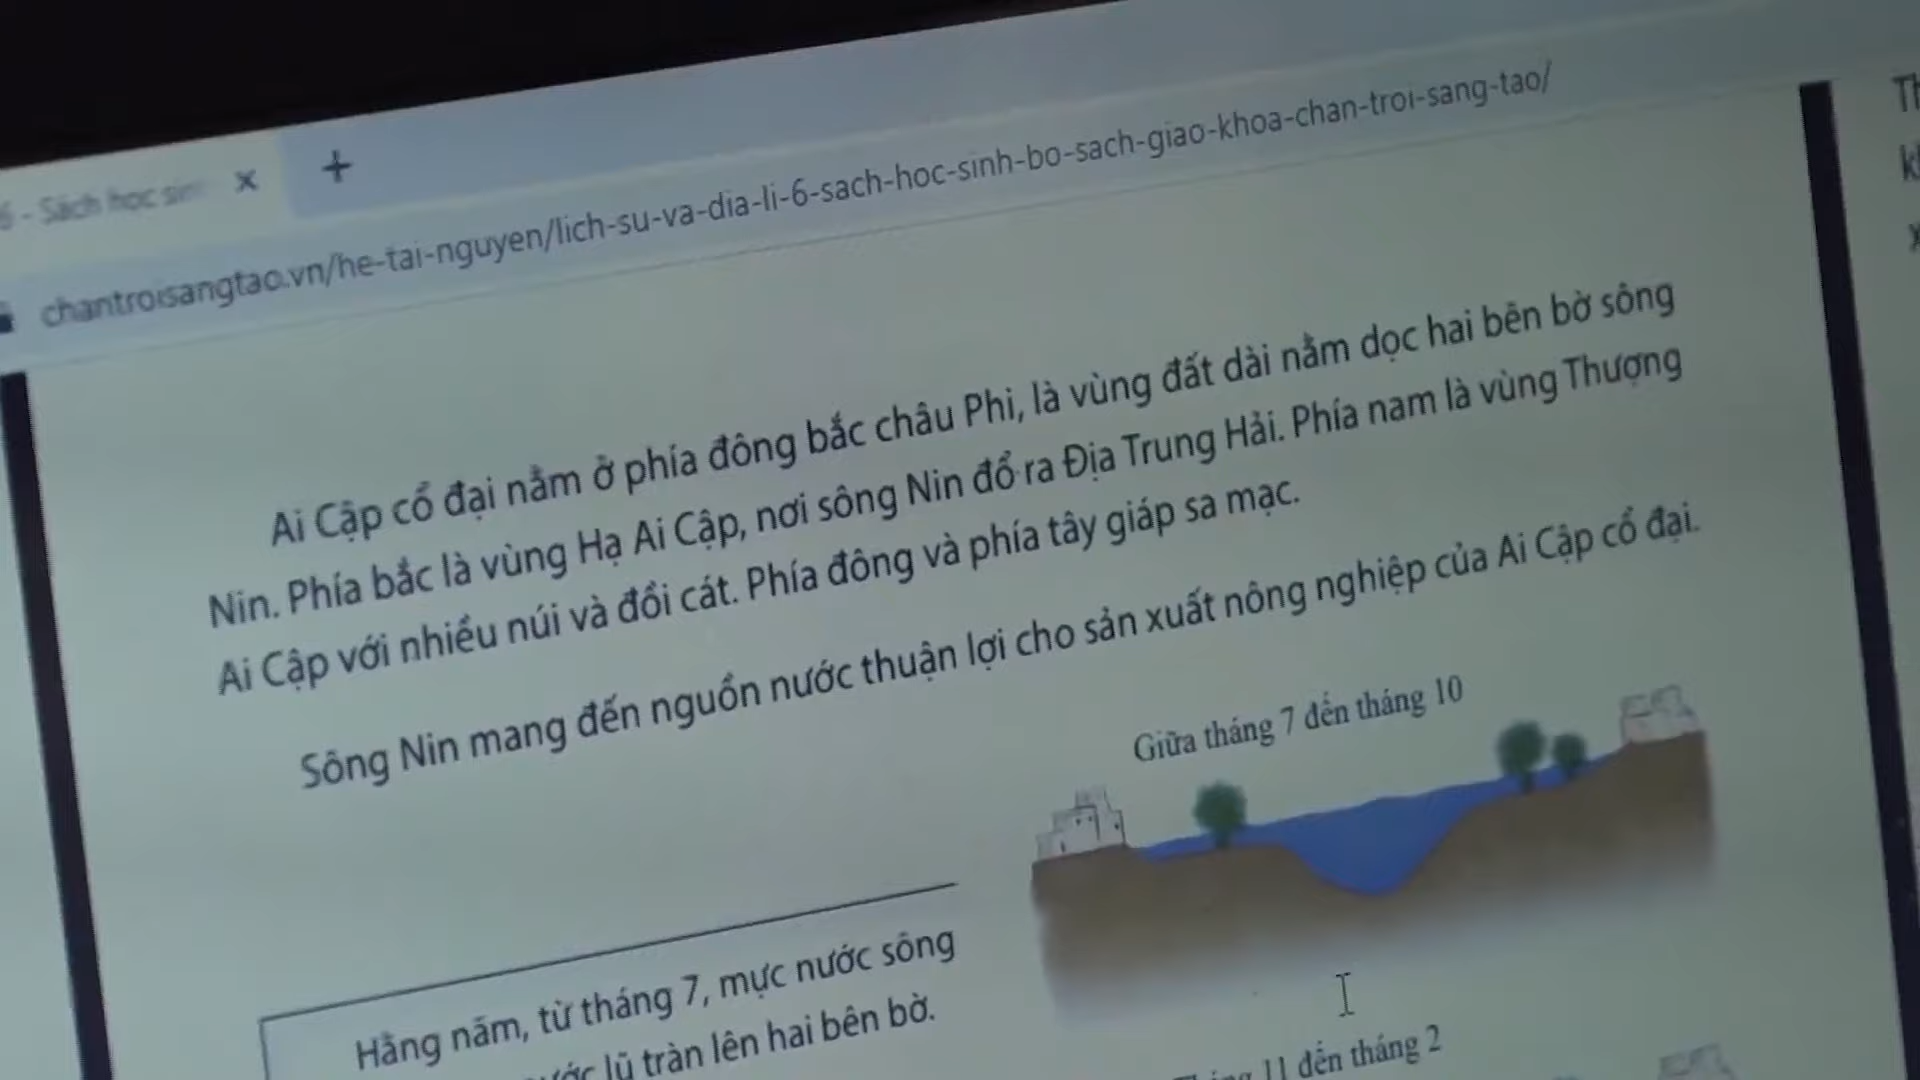 6 - Sách học sin
chantroisangtao.vn/he-tai-nguyen/lich-su-va-dia-li-6-sach-hoc-sinh-bo-sach-giao-khoa-chan-troi-sang-tao/
Ai Cập cổ đại nằm ở phía đông bắc châu Phi, là vùng đất dài nằm dọc hai bên bờ sông
Nin. Phía bắc là vùng Hạ Ai Cập, nơi sông Nin đổ ra Địa Trung Hải. Phía nam là vùng Thượng
Ai Cập với nhiều núi và đồi cát. Phía đông và phía tây giáp sa mạc.
Sông Nin mang đến nguồn nước thuận lợi cho sản xuất nông nghiệp của Ai Cập cổ đại.
Giữa tháng 7 đến tháng 10
Hằng năm, từ tháng 7, mực nước sông
lũ tràn lên hai bên bờ.
11 đến tháng 2